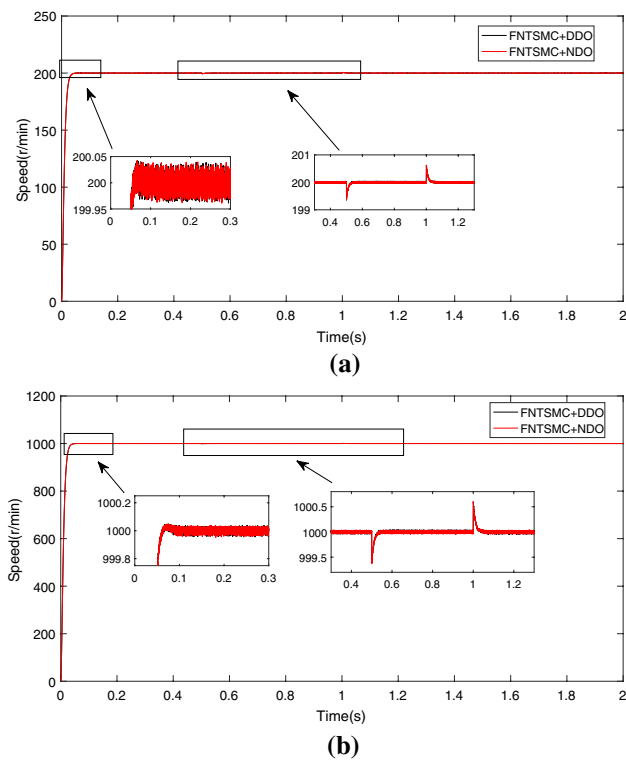 250
200
150
100
50
0
Speed(r/min)
FNTSMC+DDO
FNTSMC+NDO
200.05
200
199.95
0 0.1 0.2 0.3
201
200
199
0.4 0.6 0.8 1 1.2
0 0.2 0.4 0.6 0.8 1 1.2 1.4 1.6 1.8 2
Time(s)
(a)
1200
1000
800
600
400
200
0
Speed(r/min)
FNTSMC+DDO
FNTSMC+NDO
1000.2
1000
999.8
0 0.1 0.2 0.3
1000.5
1000
999.5
0.4 0.6 0.8 1 1.2
0 0.2 0.4 0.6 0.8 1 1.2 1.4 1.6 1.8 2
Time(s)
(b)